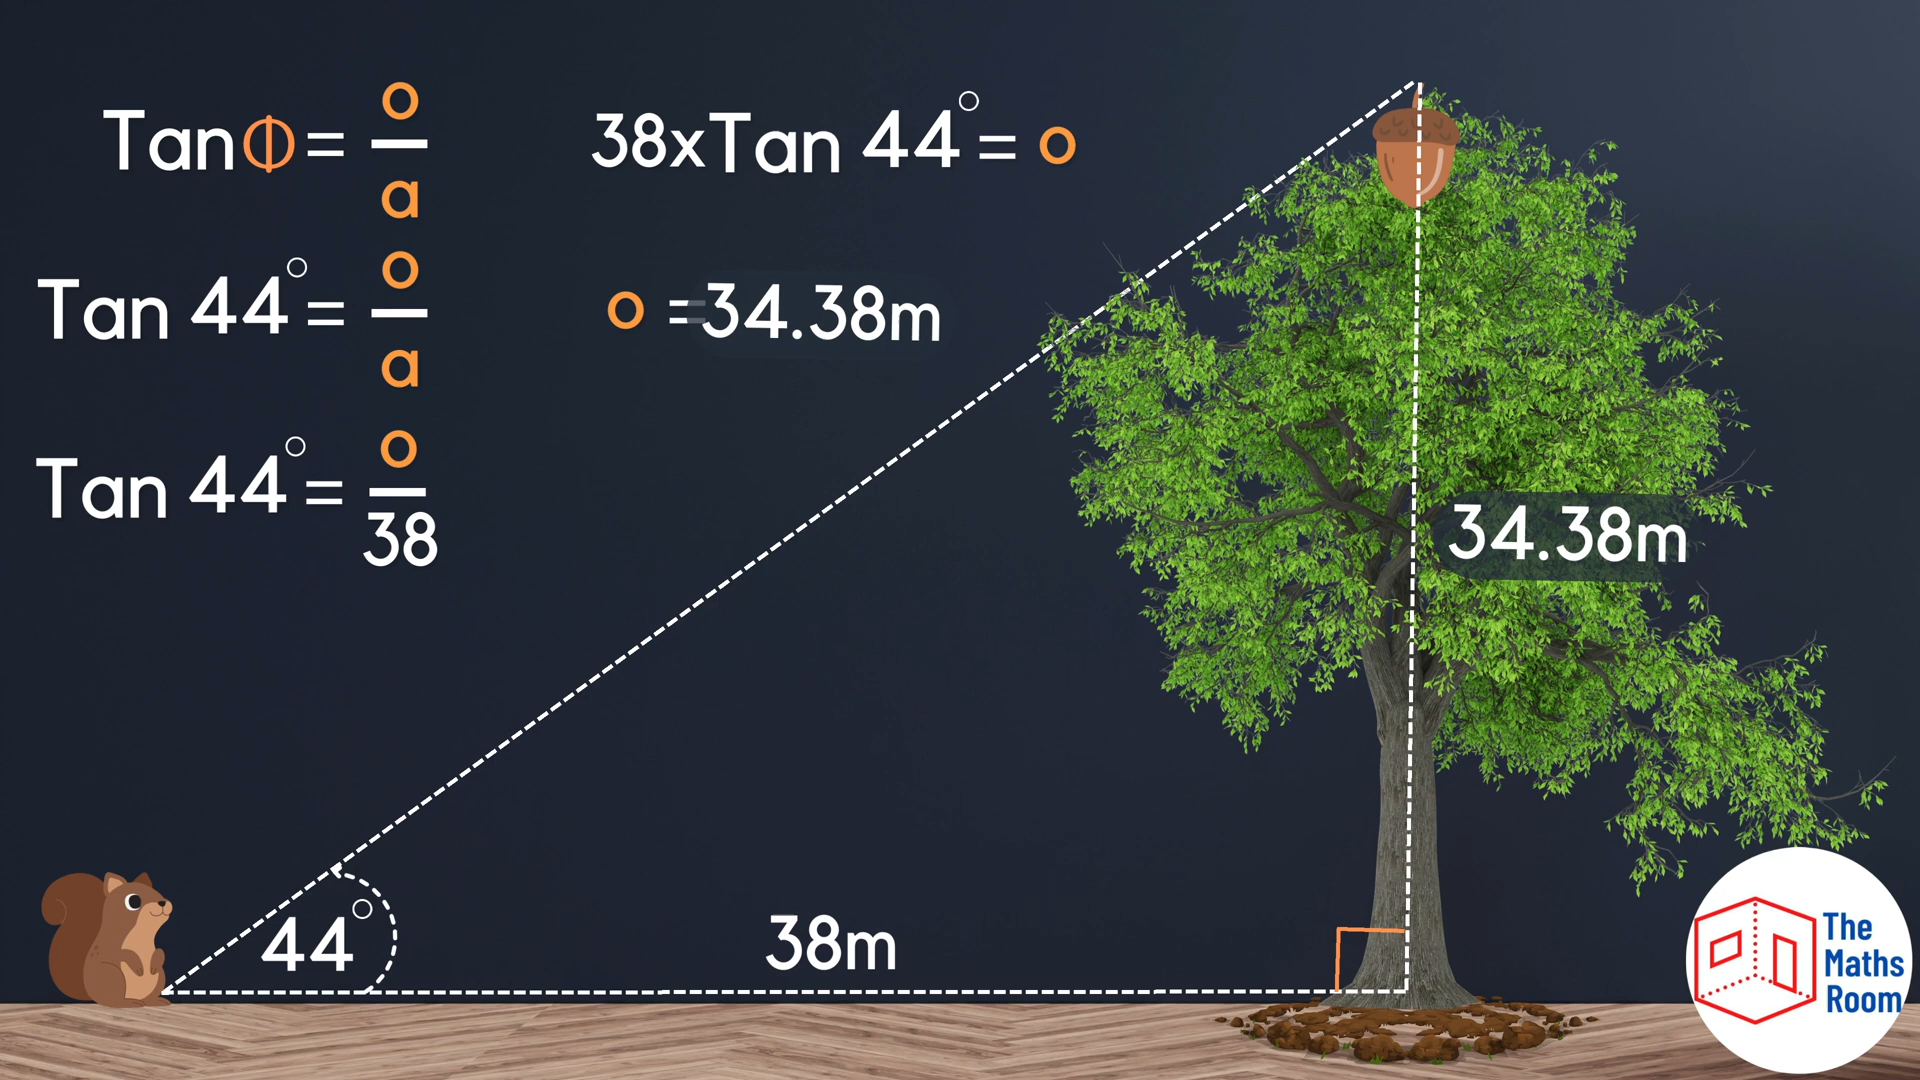 TanΦ = o/a
Tan 44° = o/a
Tan 44° = o/38
38xTan 44° = o
o =34.38m
34.38m
44°
38m
The
Maths
Room